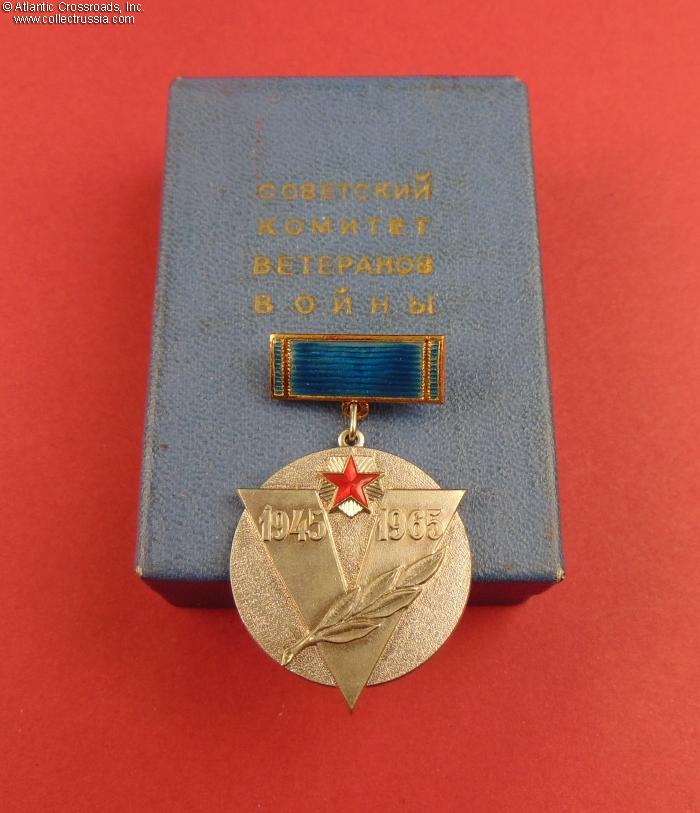 © Atlantic Crossroads, Inc.
www.collectrussia.com
СОВЕТСКИЙ
КОМИТЕТ
ВЕТЕРАНОВ
ВОЙНЫ
1945 1965